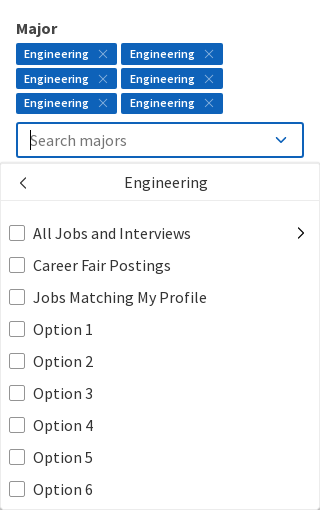 Major
Engineering Engineering
Engineering Engineering
Engineering Engineering
Search majors
Engineering
All Jobs and Interviews
Career Fair Postings
Jobs Matching My Profile
Option 1
Option 2
Option 3
Option 4
Option 5
Option 6